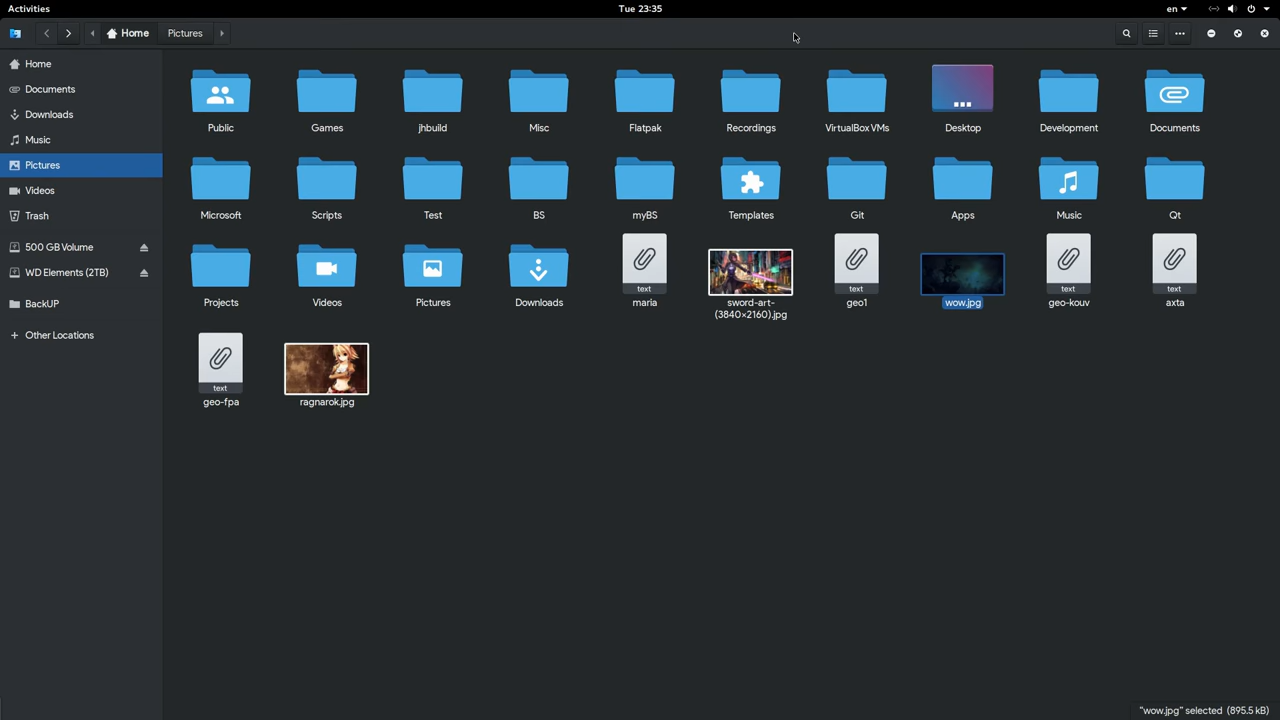 Activities
Tue 23:35
en
Home
Pictures
Home
Documents
Downloads
Music
Pictures
Videos
Trash
500 GB Volume
WD Elements (2TB)
BackUP
Other Locations
Public
Games
jhbuild
Misc
Flatpak
Recordings
VirtualBox VMs
Desktop
Development
Documents
Microsoft
Scripts
Test
BS
myBS
Templates
Git
Apps
Music
Qt
Projects
Videos
Pictures
Downloads
text
maria
sword-art-
(3840×2160).jpg
text
geo1
wow.jpg
text
geo-kouv
text
axta
text
geo-fpa
ragnarok.jpg
"wow.jpg" selected (895.5 kB)